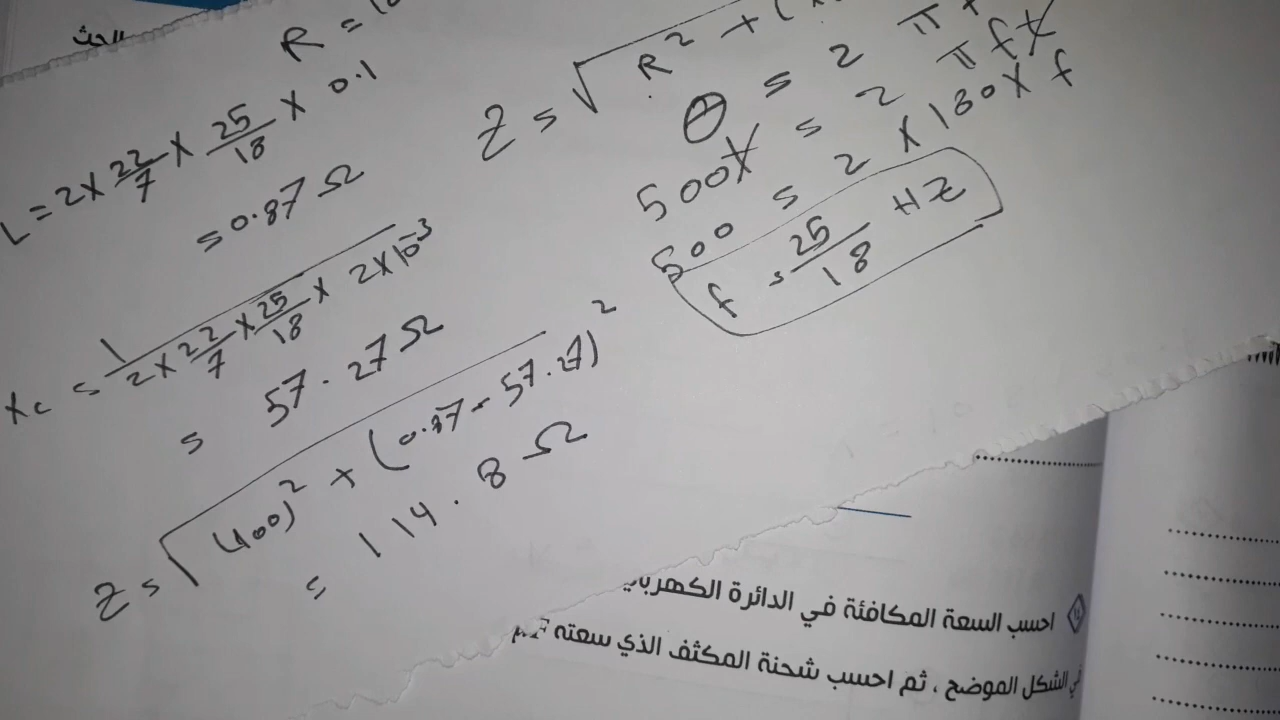 الحث
R =
L = 2 × 22/7 × 25/18 × 0.1
= 0.87 Ω
Xc = 1/(2 × 22/7 × 25/18 × 2×10^-3)
= 57.27 Ω
Z = √(400)² + (0.87 - 57.27)²
= 114.8 Ω
Z = √R² + (
θ = 2 π f
500t = 2 π f t
500 = 2 × 180 × f
f = 25/18 HZ
احسب السعة المكافئة في الدائرة
في الشكل الموضح ، ثم احسب شحنة المكثف الذي سعته